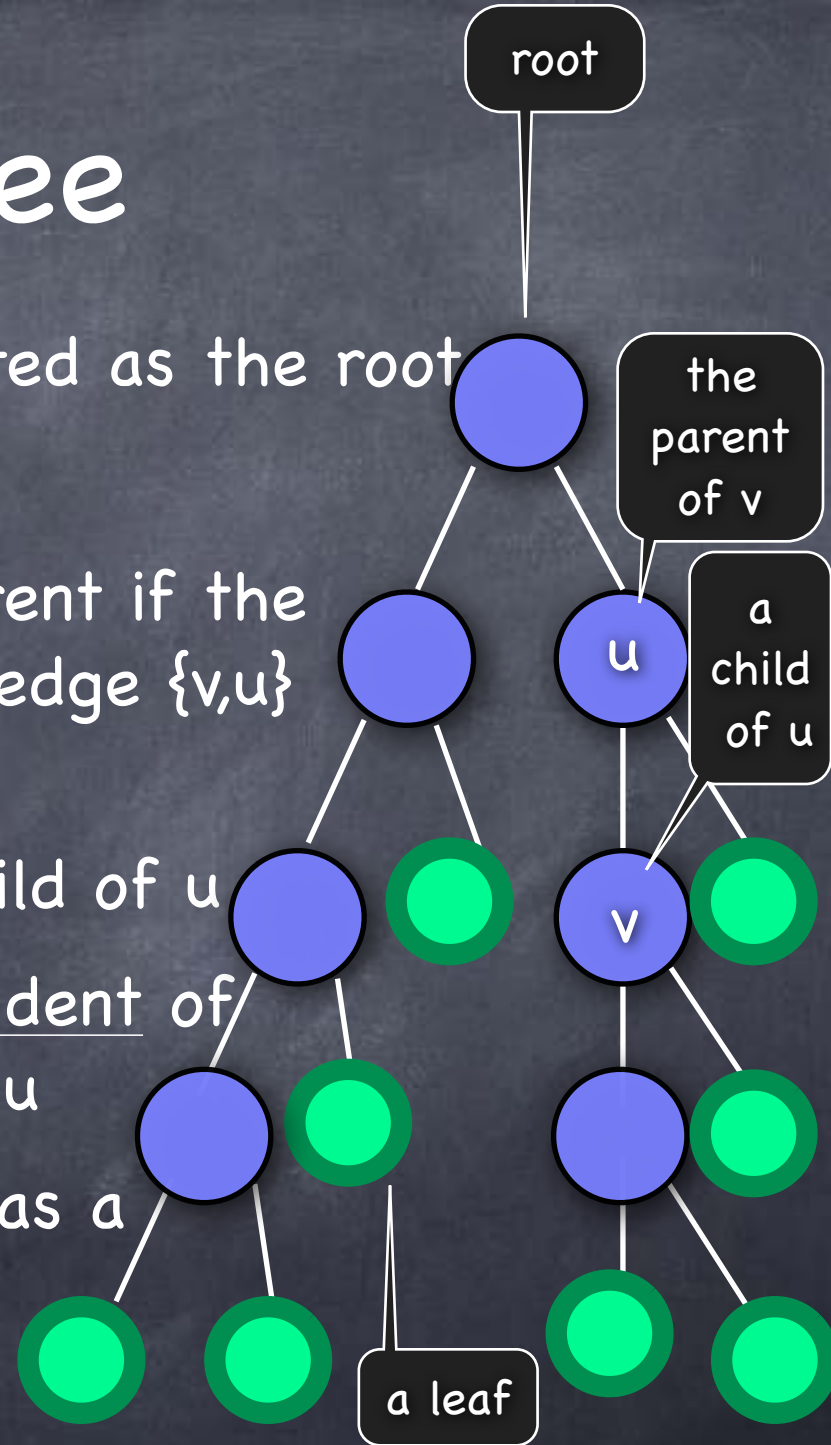 root
ee
red as the root
the
parent
of v
rent if the
edge {v,u}
u
a
child
of u
ild of u
v
dent of
u
as a
a leaf